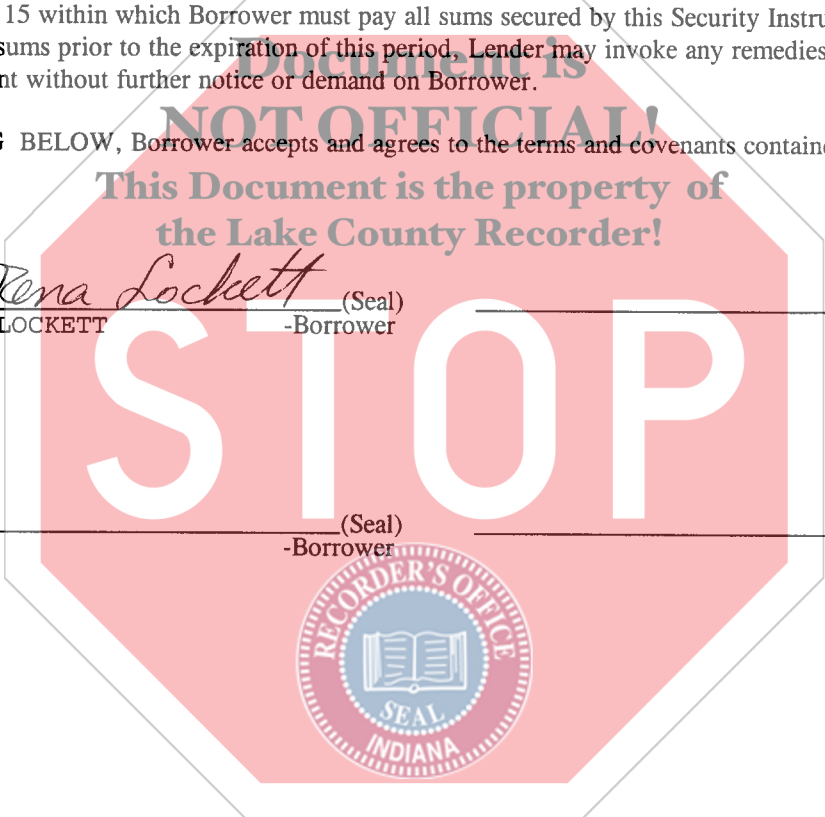 15 within which Borrower must pay all sums secured by this Security Instru
sums prior to the expiration of this period, Lender may invoke any remedies
nt without further notice or demand on Borrower.
Document is
NOT OFFICIAL!
G BELOW, Borrower accepts and agrees to the terms and covenants containe
This Document is the property of
the Lake County Recorder!
Rena Lockett (Seal)
LOCKETT -Borrower
STOP
(Seal)
-Borrower
RECORDER'S OFFICE
SEAL
INDIANA